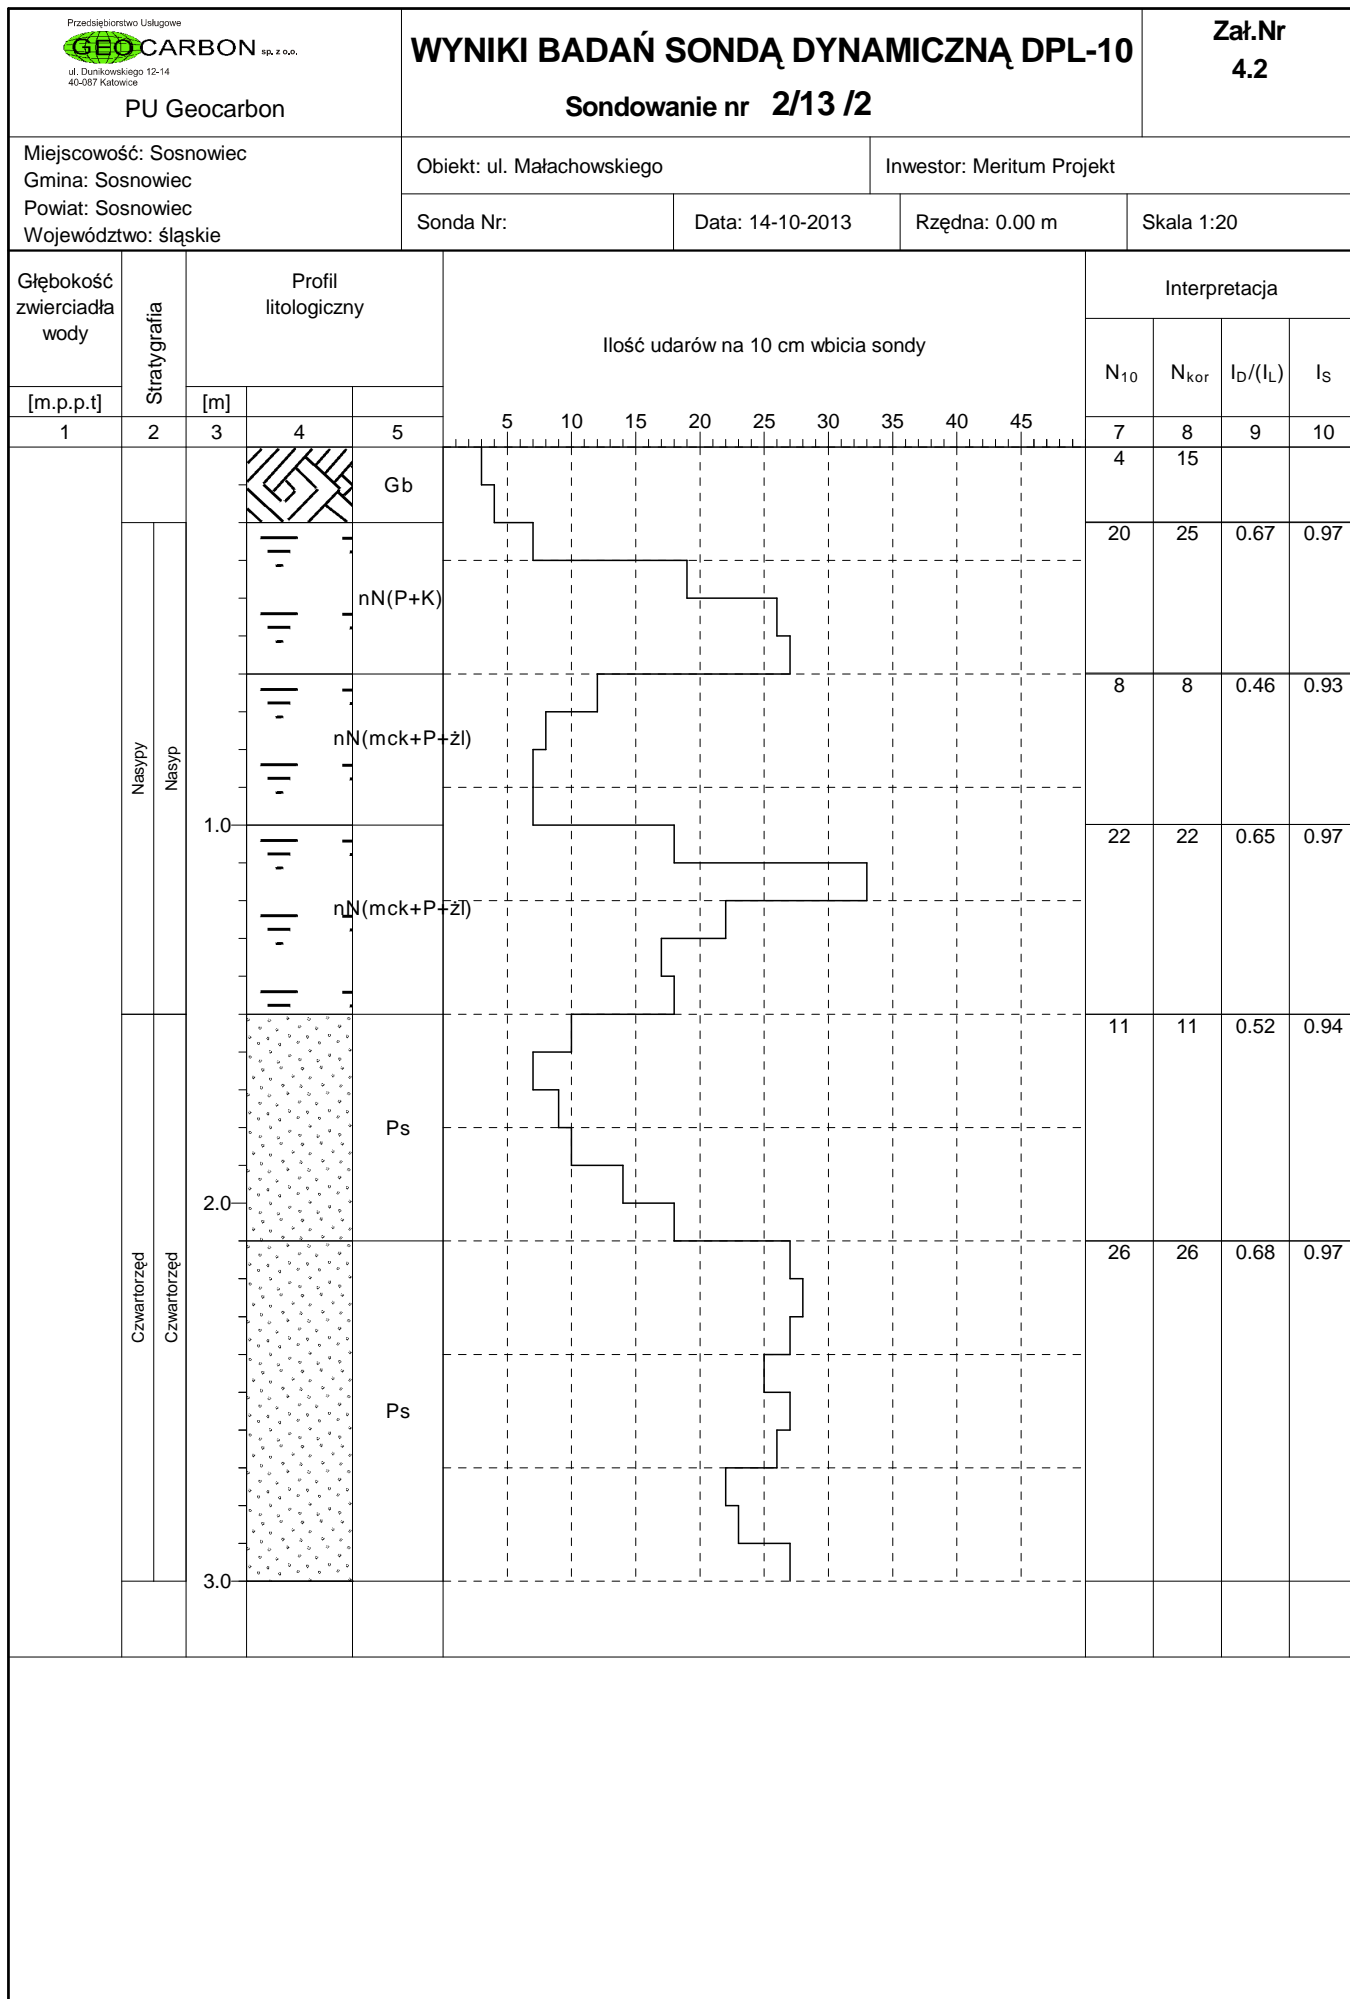 Przedsiębiorstwo Usługowe
GEOCARBON sp. z o.o.
ul. Dunikowskiego 12-14
40-087 Katowice
PU Geocarbon
WYNIKI BADAŃ SONDĄ DYNAMICZNĄ DPL-10
Sondowanie nr 2/13 /2
Zał.Nr
4.2
Miejscowość: Sosnowiec
Gmina: Sosnowiec
Powiat: Sosnowiec
Województwo: śląskie
Obiekt: ul. Małachowskiego
Inwestor: Meritum Projekt
Sonda Nr:
Data: 14-10-2013
Rzędna: 0.00 m
Skala 1:20
Głębokość
zwierciadła
wody
[m.p.p.t]
Stratygrafia
Profil
litologiczny
[m]
Ilość udarów na 10 cm wbicia sondy
Interpretacja
N10 Nkor ID/(IL) IS
5 10 15 20 25 30 35 40 45
1 2 3 4 5 7 8 9 10
Gb 4 15
nN(P+K) 20 25 0.67 0.97
nN(mck+P+żl) 8 8 0.46 0.93
Nasypy
Nasyp
1.0
nN(mck+P+żl) 22 22 0.65 0.97
Ps 11 11 0.52 0.94
2.0
Czwartorzęd
Czwartorzęd
Ps 26 26 0.68 0.97
3.0